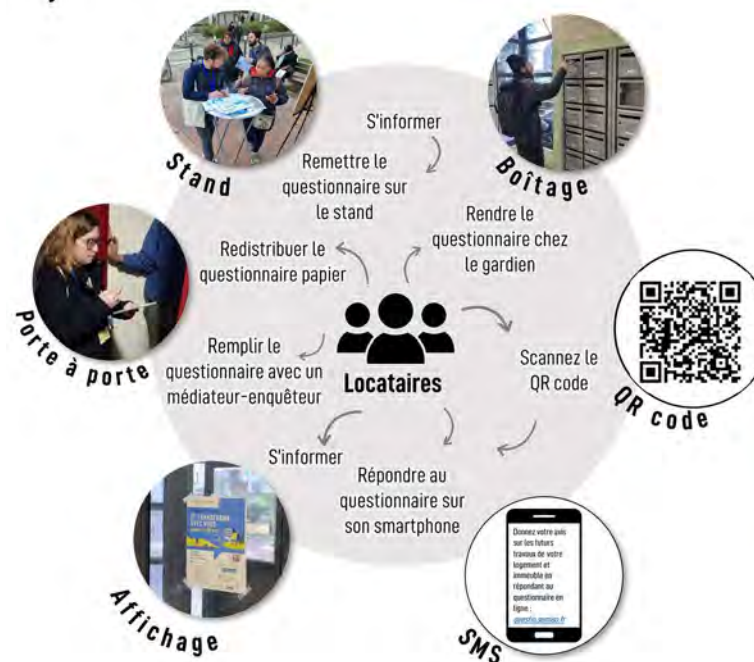 S'informer
Remettre le
questionnaire sur
le stand
Stand
Boîtage
Rendre le
questionnaire chez
le gardien
Redistribuer le
questionnaire papier
Porte à porte
Remplir le
questionnaire avec un
médiateur-enquêteur
Locataires
Scannez le
QR code
QR code
S'informer
Répondre au
questionnaire sur
son smartphone
Affichage
Donnez votre avis
sur les futurs
travaux de votre
logement et
immeuble en
répondant au
questionnaire en
ligne :
SMS